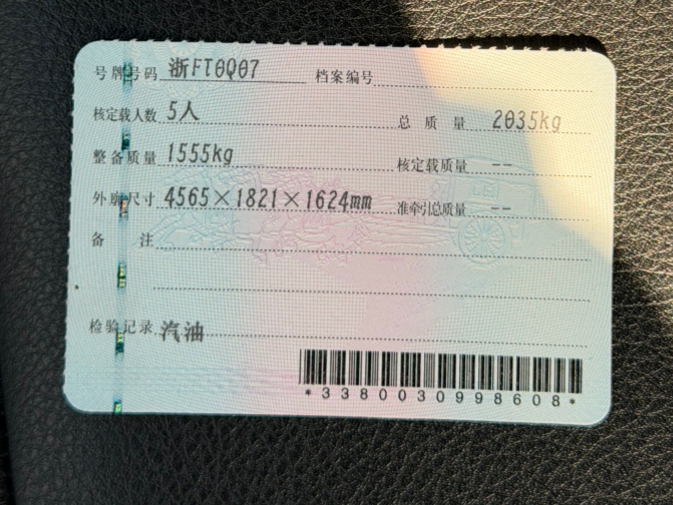 号牌号码 浙FT0Q07 档案编号
核定载人数 5人 总质量 2035kg
整备质量 1555kg 核定载质量 --
外廓尺寸 4565×1821×1624mm 准牵引总质量 --
备注
检验记录 汽油
*3380030998608*